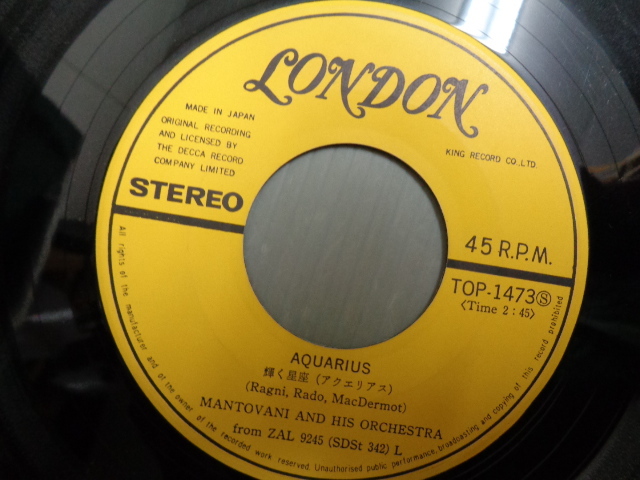 LONDON
MADE IN JAPAN
ORIGINAL RECORDING
AND LICENSED BY
THE DECCA RECORD
COMPANY LIMITED
KING RECORD CO.,LTD.
STEREO
45 R.P.M.
TOP-1473Ⓢ
〈Time 2:45〉
AQUARIUS
輝く星座(アクエリアス)
(Ragni, Rado, MacDermot)
MANTOVANI AND HIS ORCHESTRA
from ZAL 9245 (SDSt 342) L
All rights of the manufacturer and of the owner of the recorded work reserved Unauthorised public performance, broadcasting and copying of this record prohibited